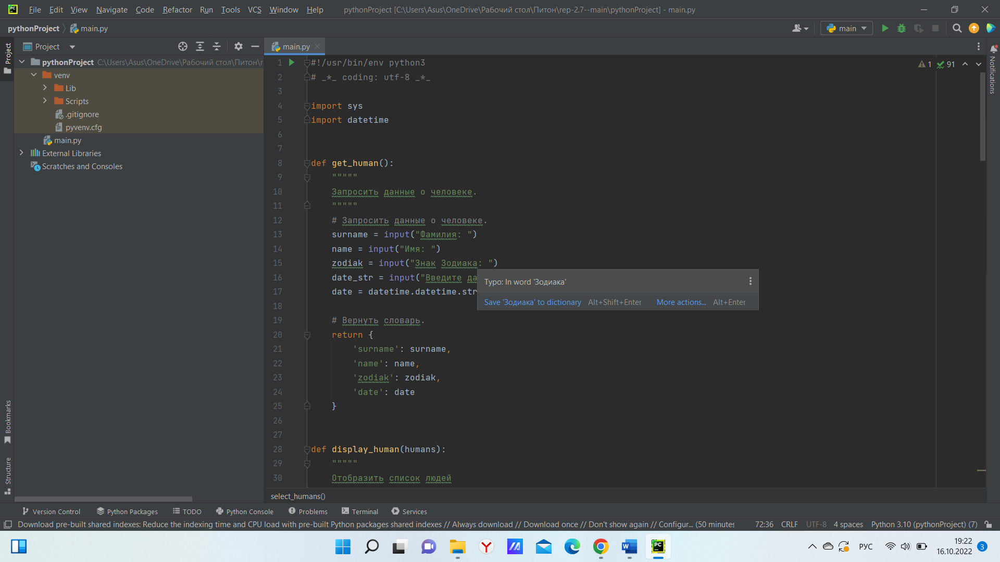 File Edit View Navigate Code Refactor Run Tools VCS Window Help pythonProject [C:\Users\Asus\OneDrive\Рабочий стол\Питон\rep-2.7--main\pythonProject] - main.py
pythonProject main.py main
Project main.py
pythonProject C:\Users\Asus\OneDrive\Рабочий стол\Питон\r
venv
Lib
Scripts
.gitignore
pyvenv.cfg
main.py
External Libraries
Scratches and Consoles
Project
Bookmarks
Structure
1 #!/usr/bin/env python3
2 # _*_ coding: utf-8 _*_
3
4 import sys
5 import datetime
6
7
8 def get_human():
9 """""
10 Запросить данные о человеке.
11 """""
12 # Запросить данные о человеке.
13 surname = input("Фамилия: ")
14 name = input("Имя: ")
15 zodiak = input("Знак Зодиака: ")
16 date_str = input("Введите да
17 date = datetime.datetime.str
18
19 # Вернуть словарь.
20 return {
21 'surname': surname,
22 'name': name,
23 'zodiak': zodiak,
24 'date': date
25 }
26
27
28 def display_human(humans):
29 """""
30 Отобразить список людей
1 91
Typo: In word 'Зодиака'
Save 'Зодиака' to dictionary Alt+Shift+Enter More actions... Alt+Enter
Notifications
select_humans()
Version Control Python Packages TODO Python Console Problems Terminal Services
Download pre-built shared indexes: Reduce the indexing time and CPU load with pre-built Python packages shared indexes // Always download // Download once // Don't show again // Configur... (50 minutes 72:36 CRLF UTF-8 4 spaces Python 3.10 (pythonProject) (7)
РУС 19:22
16.10.2022 3